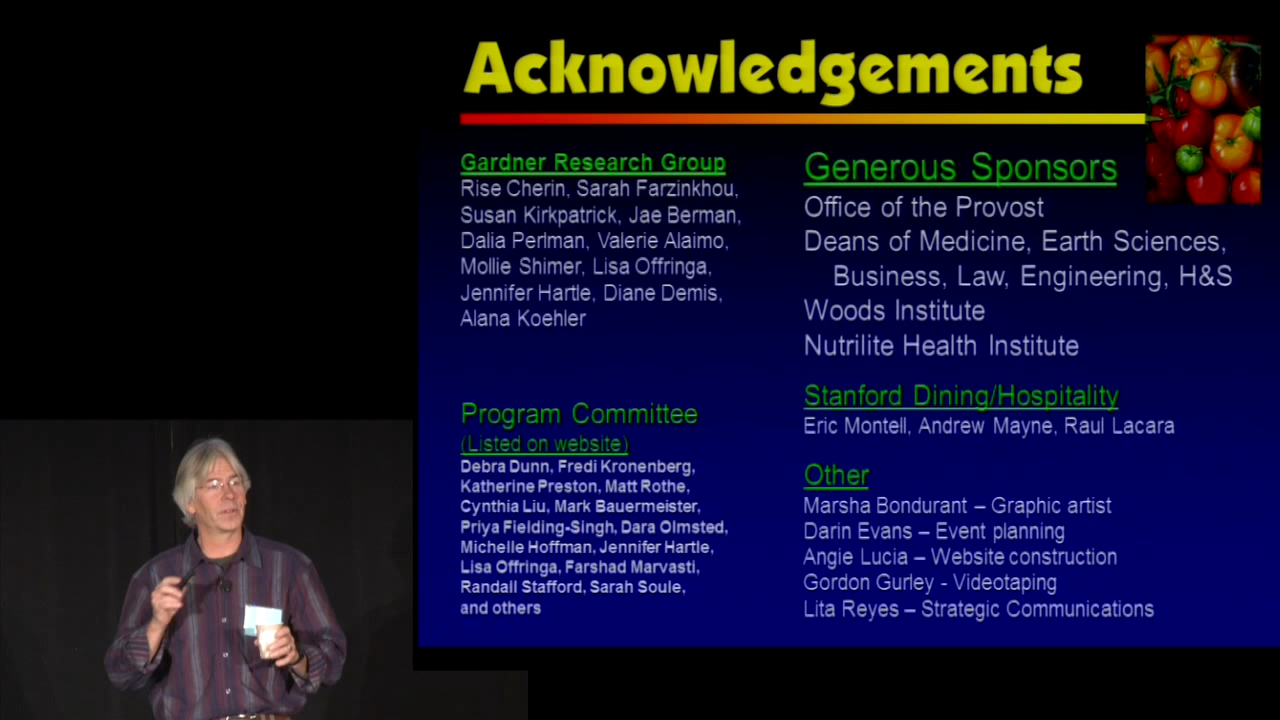 Acknowledgements
Gardner Research Group
Rise Cherin, Sarah Farzinkhou,
Susan Kirkpatrick, Jae Berman,
Dalia Perlman, Valerie Alaimo,
Mollie Shimer, Lisa Offringa,
Jennifer Hartle, Diane Demis,
Alana Koehler
Program Committee
(Listed on website)
Debra Dunn, Fredi Kronenberg,
Katherine Preston, Matt Rothe,
Cynthia Liu, Mark Bauermeister,
Priya Fielding-Singh, Dara Olmsted,
Michelle Hoffman, Jennifer Hartle,
Lisa Offringa, Farshad Marvasti,
Randall Stafford, Sarah Soule,
and others
Generous Sponsors
Office of the Provost
Deans of Medicine, Earth Sciences,
Business, Law, Engineering, H&S
Woods Institute
Nutrilite Health Institute
Stanford Dining/Hospitality
Eric Montell, Andrew Mayne, Raul Lacara
Other
Marsha Bondurant – Graphic artist
Darin Evans – Event planning
Angie Lucia – Website construction
Gordon Gurley - Videotaping
Lita Reyes – Strategic Communications